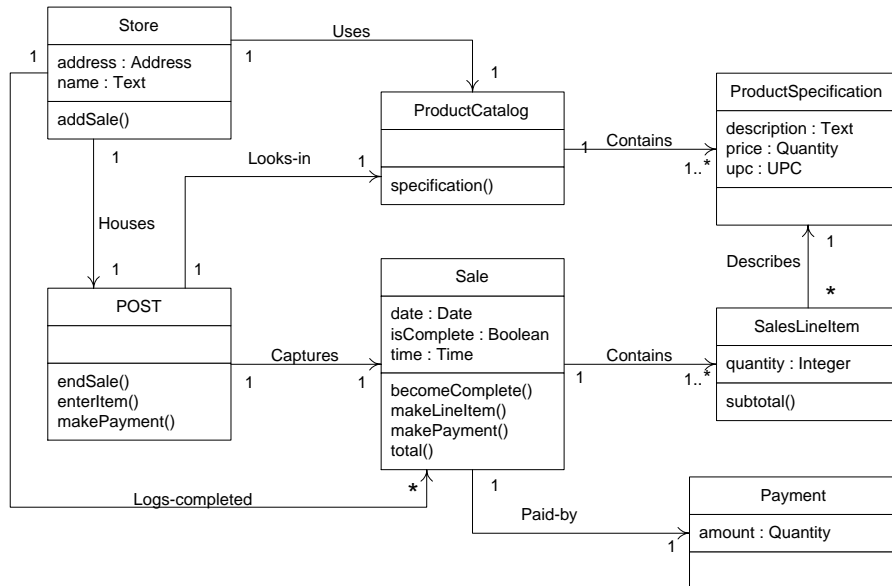 Store
address : Address
name : Text
addSale()
1
Uses
1
1
ProductCatalog
specification()
1
Contains
1..*
ProductSpecification
description : Text
price : Quantity
upc : UPC
1
Houses
1
Looks-in
1
1
POST
endSale()
enterItem()
makePayment()
Captures
1
1
Sale
date : Date
isComplete : Boolean
time : Time
becomeComplete()
makeLineItem()
makePayment()
total()
Contains
1
1..*
1
Describes
*
SalesLineItem
quantity : Integer
subtotal()
Logs-completed
*
1
Paid-by
1
Payment
amount : Quantity